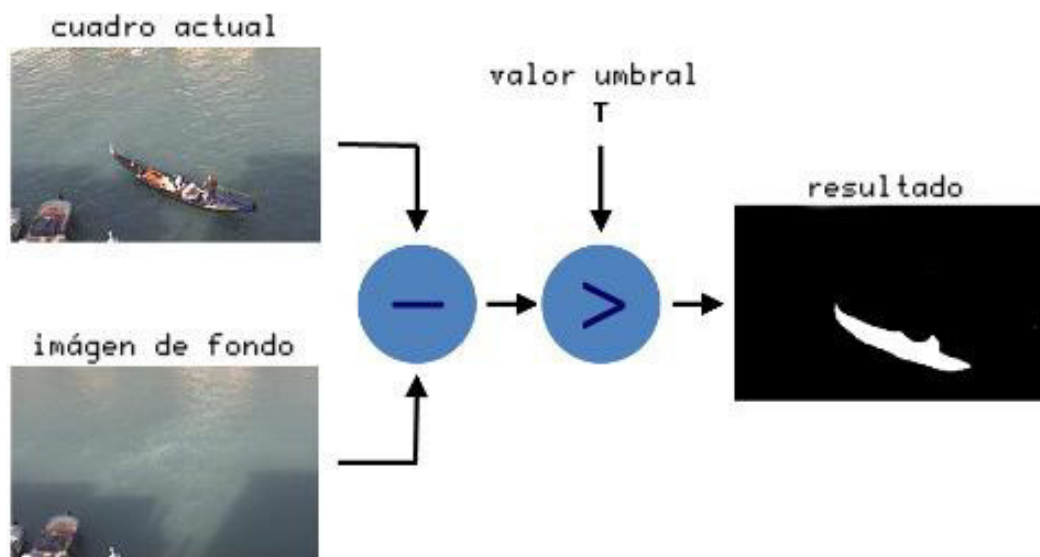 cuadro actual
valor umbral
T
resultado
−
>
imágen de fondo